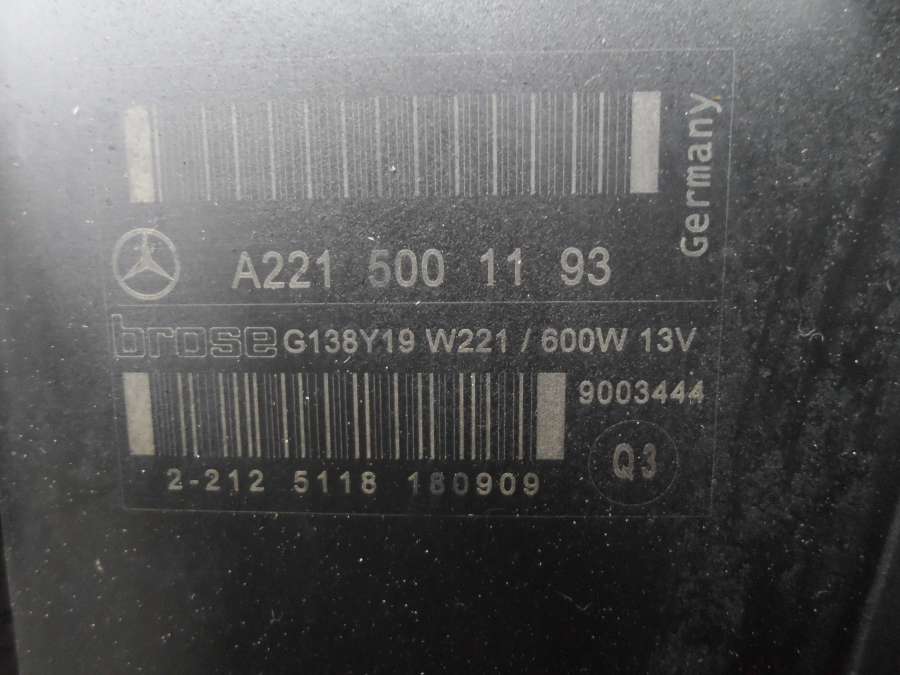 Germany
A221 500 11 93
brose G138Y19 W221 / 600W 13V
9003444
Q3
2-212 5118 180909